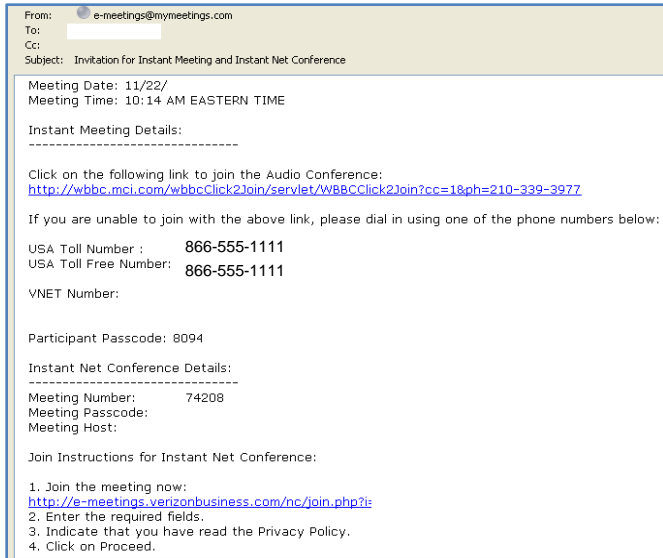 From: e-meetings@mymeetings.com
To:
Cc:
Subject: Invitation for Instant Meeting and Instant Net Conference
Meeting Date: 11/22/
Meeting Time: 10:14 AM EASTERN TIME
Instant Meeting Details:
------------------------------
Click on the following link to join the Audio Conference:
http://wbbc.mci.com/wbbcClick2Join/servlet/WBBCClick2Join?cc=1&ph=210-339-3977
If you are unable to join with the above link, please dial in using one of the phone numbers below:
USA Toll Number : 866-555-1111
USA Toll Free Number: 866-555-1111
VNET Number:
Participant Passcode: 8094
Instant Net Conference Details:
------------------------------
Meeting Number: 74208
Meeting Passcode:
Meeting Host:
Join Instructions for Instant Net Conference:
1. Join the meeting now:
http://e-meetings.verizonbusiness.com/nc/join.php?i=
2. Enter the required fields.
3. Indicate that you have read the Privacy Policy.
4. Click on Proceed.